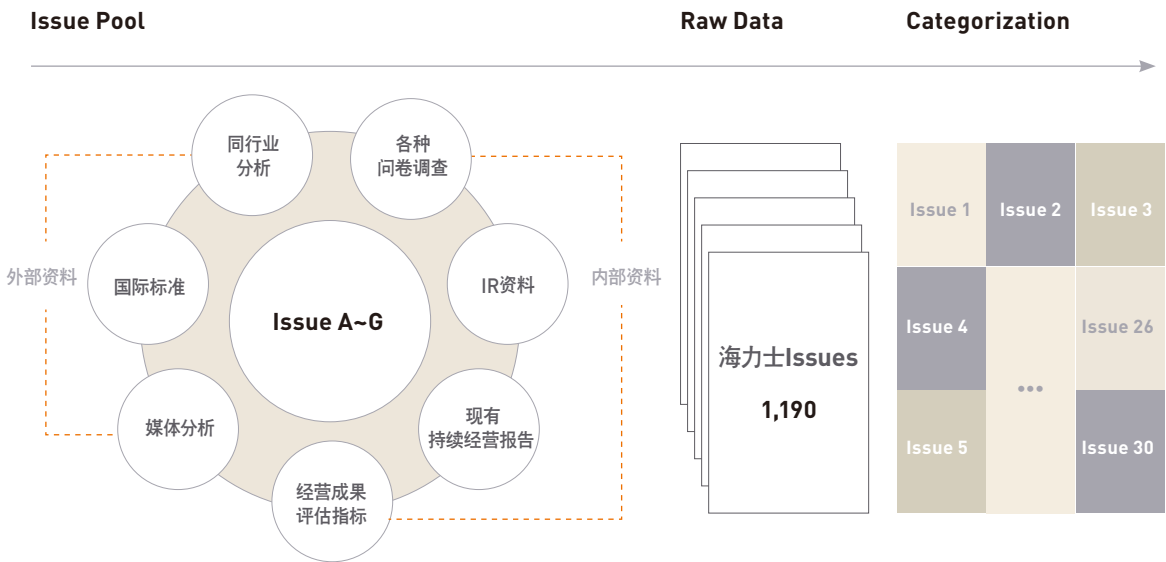 Issue Pool
Raw Data
Categorization
同行业
分析
各种
问卷调查
外部资料
国际标准
Issue A~G
IR资料
内部资料
媒体分析
现有
持续经营报告
经营成果
评估指标
海力士Issues
1,190
Issue 1
Issue 2
Issue 3
Issue 4
Issue 26
•••
Issue 5
Issue 30